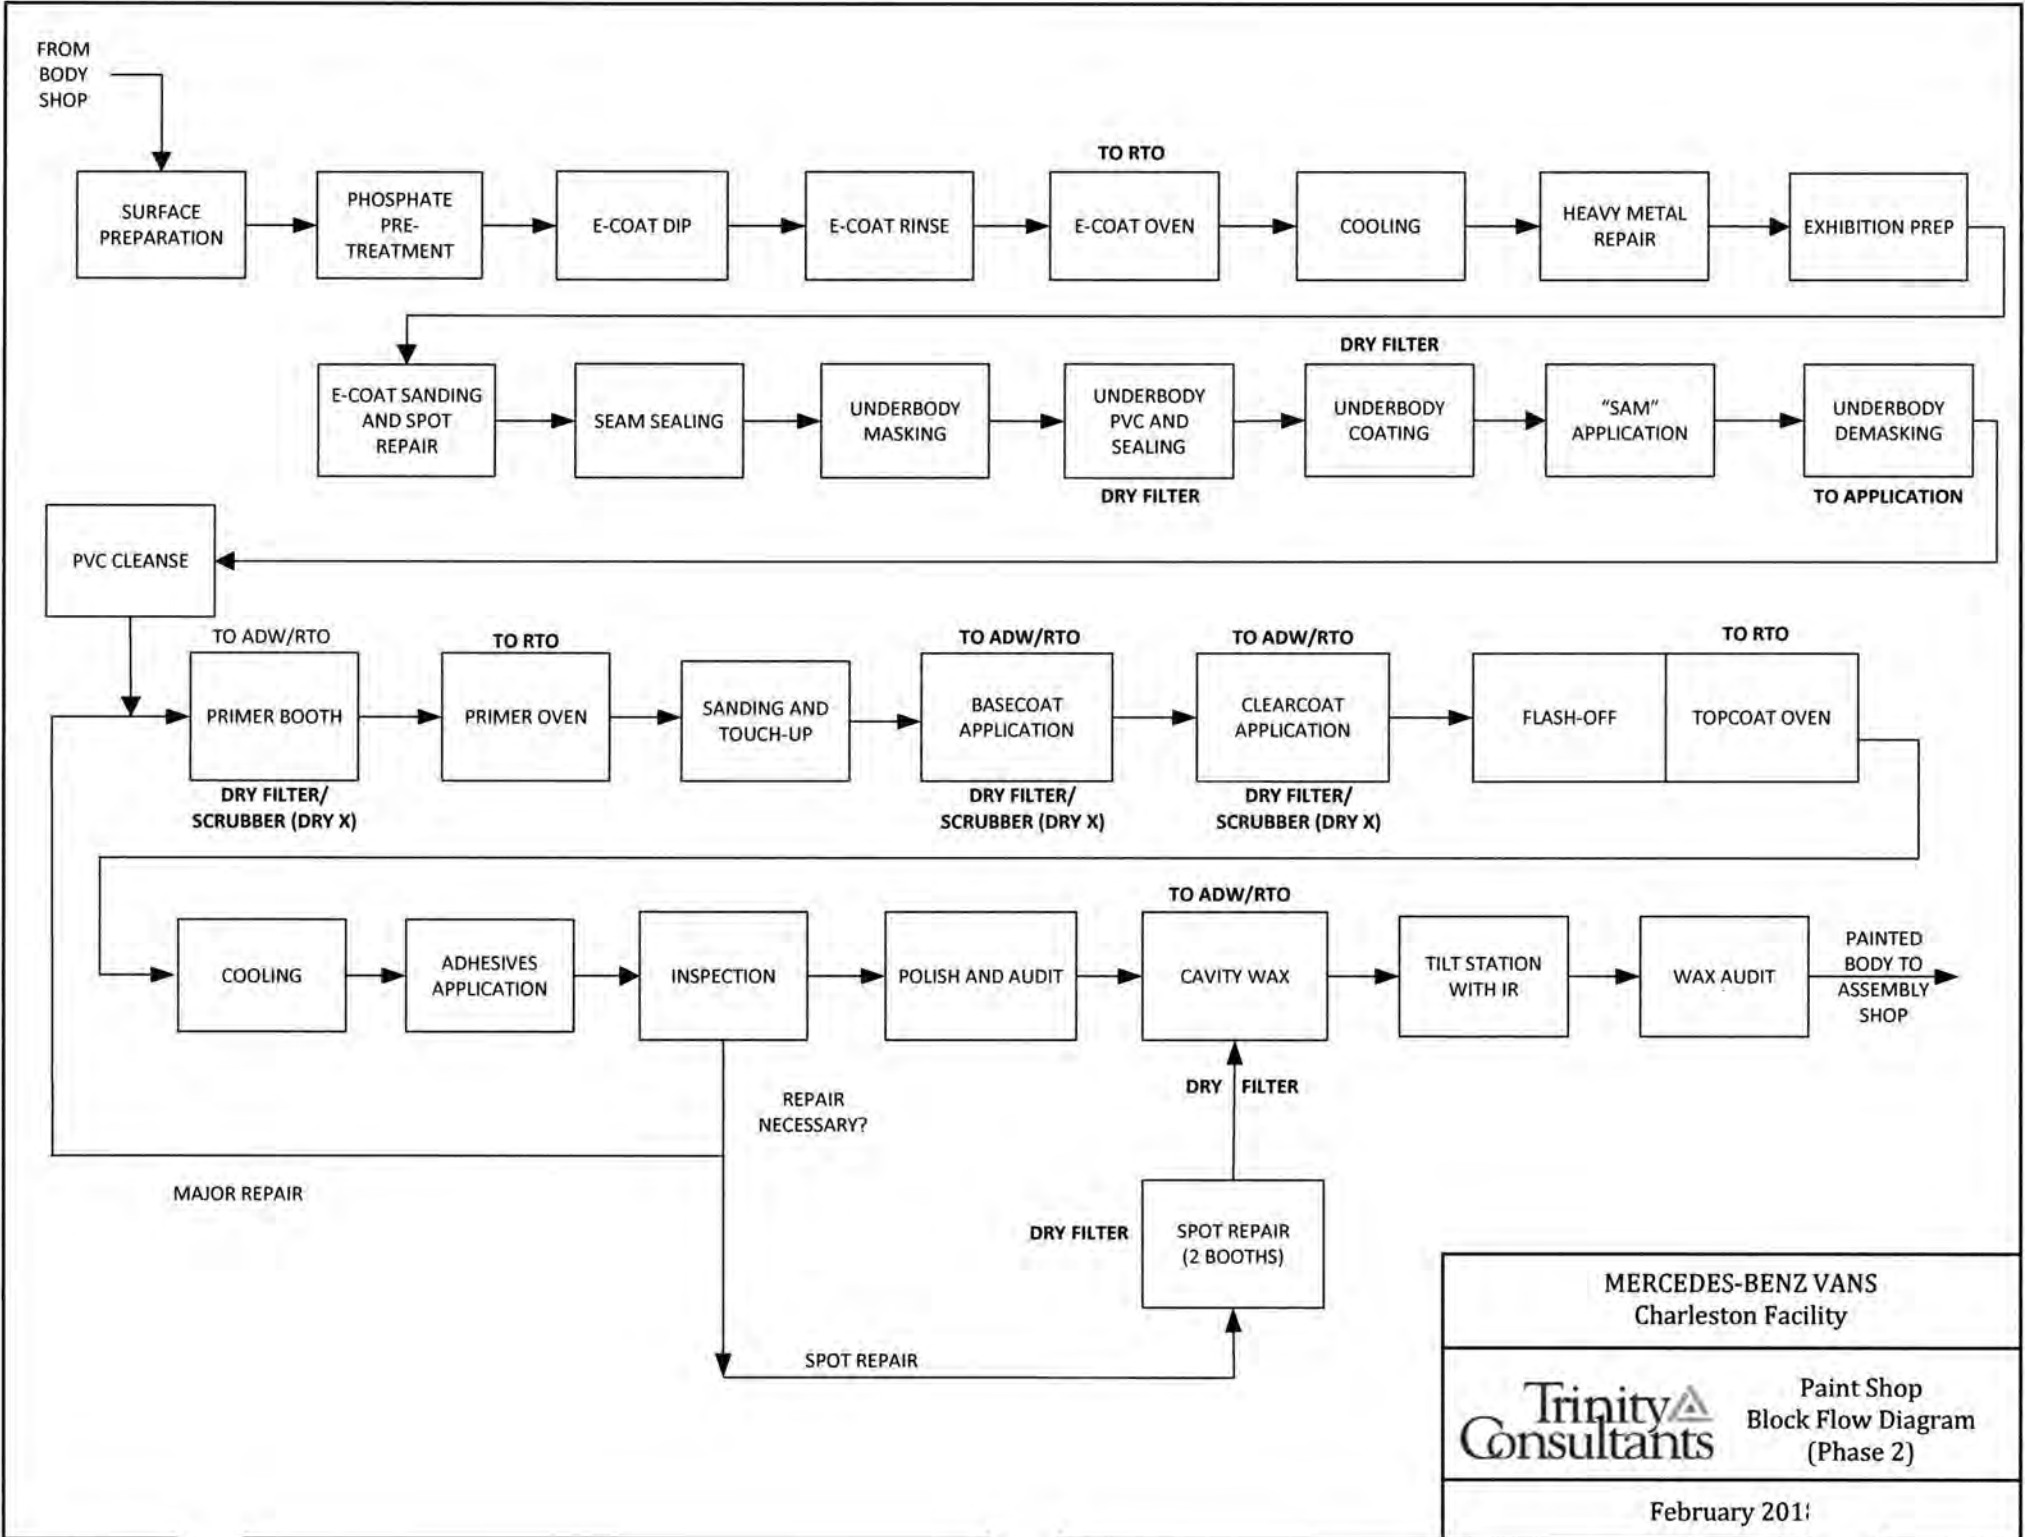 FROM
BODY
SHOP
TO RTO
SURFACE
PREPARATION
PHOSPHATE
PRE-
TREATMENT
E-COAT DIP
E-COAT RINSE
E-COAT OVEN
COOLING
HEAVY METAL
REPAIR
EXHIBITION PREP
DRY FILTER
E-COAT SANDING
AND SPOT
REPAIR
SEAM SEALING
UNDERBODY
MASKING
UNDERBODY
PVC AND
SEALING
DRY FILTER
UNDERBODY
COATING
"SAM"
APPLICATION
UNDERBODY
DEMASKING
TO APPLICATION
PVC CLEANSE
TO ADW/RTO
PRIMER BOOTH
DRY FILTER/
SCRUBBER (DRY X)
TO RTO
PRIMER OVEN
SANDING AND
TOUCH-UP
TO ADW/RTO
BASECOAT
APPLICATION
DRY FILTER/
SCRUBBER (DRY X)
TO ADW/RTO
CLEARCOAT
APPLICATION
DRY FILTER/
SCRUBBER (DRY X)
FLASH-OFF
TO RTO
TOPCOAT OVEN
COOLING
ADHESIVES
APPLICATION
INSPECTION
POLISH AND AUDIT
TO ADW/RTO
CAVITY WAX
TILT STATION
WITH IR
WAX AUDIT
PAINTED
BODY TO
ASSEMBLY
SHOP
DRY FILTER
REPAIR
NECESSARY?
MAJOR REPAIR
DRY FILTER
SPOT REPAIR
(2 BOOTHS)
SPOT REPAIR
MERCEDES-BENZ VANS
Charleston Facility
Trinity
Consultants
Paint Shop
Block Flow Diagram
(Phase 2)
February